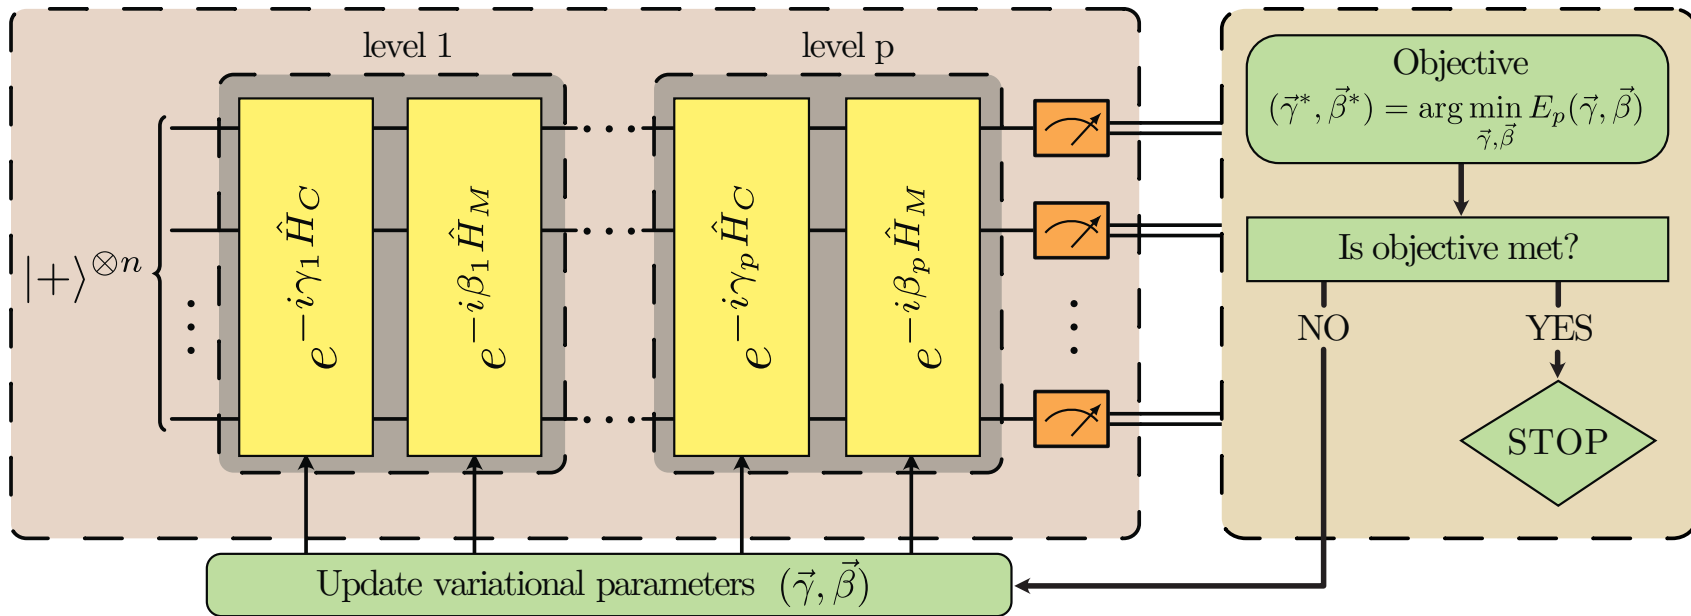 level 1
level p
|+⟩^{⊗n}
e^{-iγ_1 Ĥ_C}
e^{-iβ_1 Ĥ_M}
e^{-iγ_p Ĥ_C}
e^{-iβ_p Ĥ_M}
Update variational parameters (γ⃗, β⃗)
Objective
(γ⃗*, β⃗*) = arg min E_p(γ⃗, β⃗)
γ⃗,β⃗
Is objective met?
NO
YES
STOP